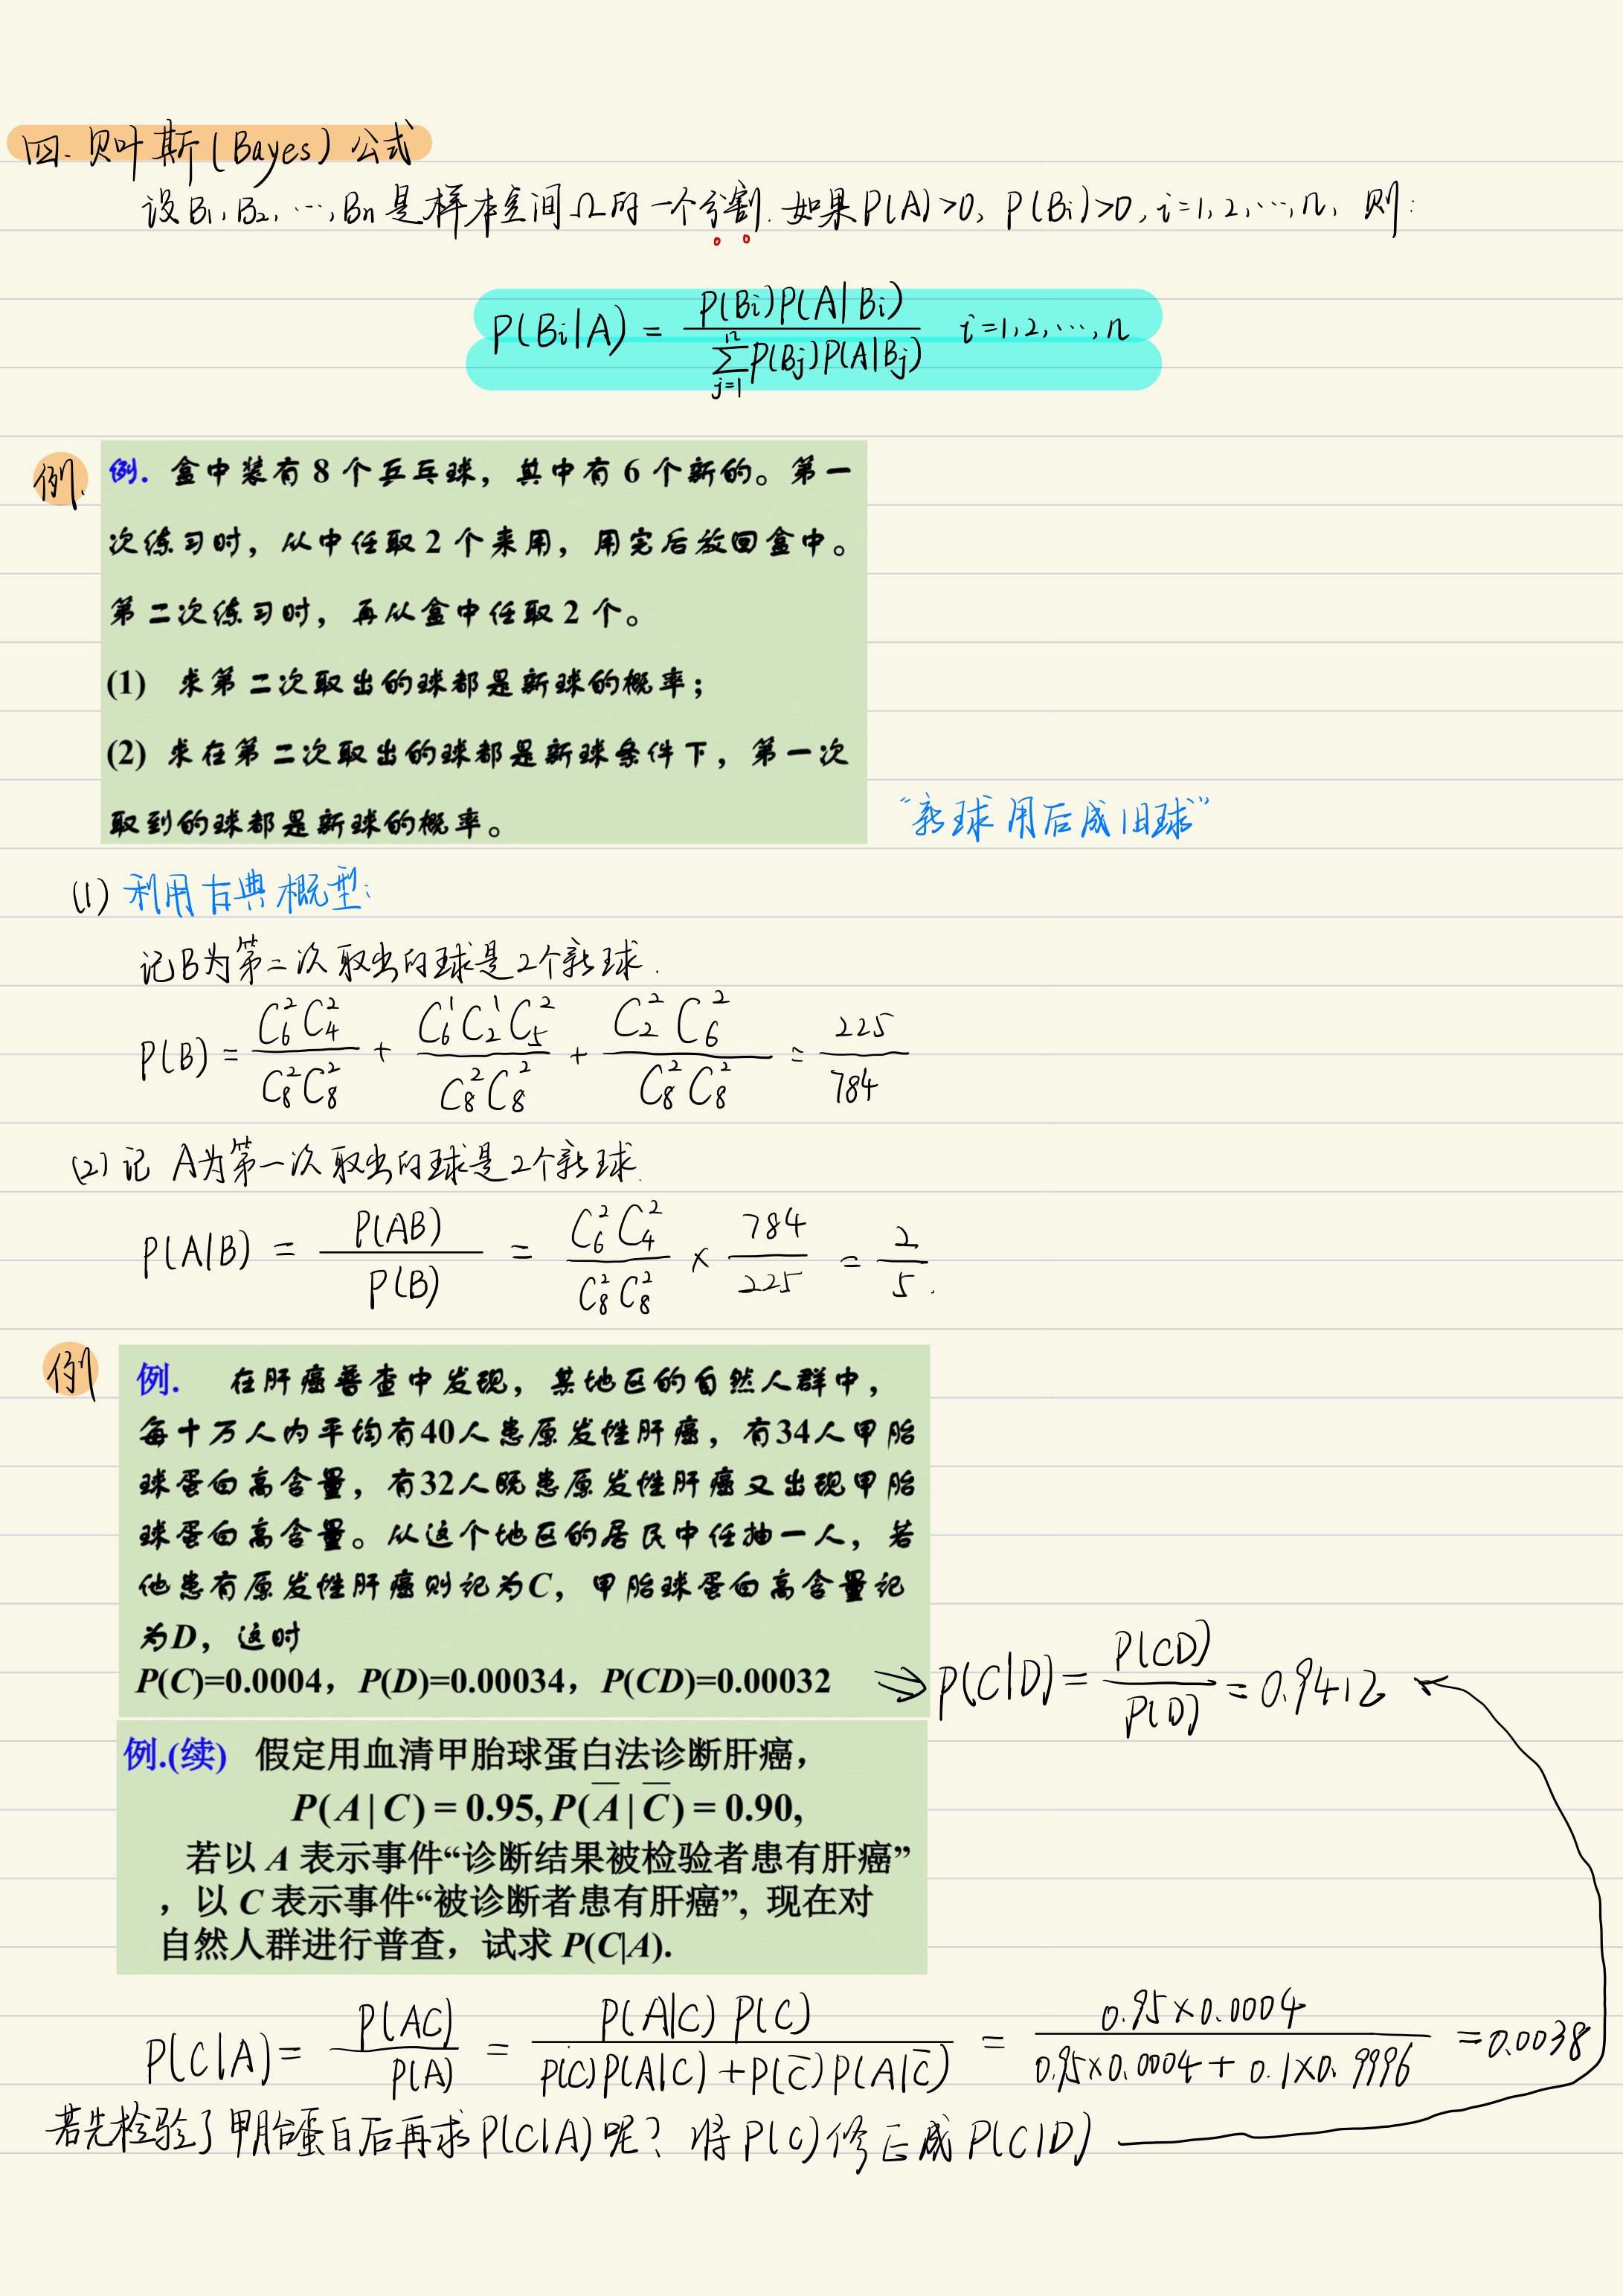 四. 贝叶斯(Bayes)公式
设B₁,B₂,…,Bn是样本空间Ω的一个分割.如果P(A)>0, P(Bi)>0, i=1,2,…,n, 则:
P(Bi|A) = \frac{P(Bi)P(A|Bi)}{\sum_{j=1}^{n}P(Bj)P(A|Bj)} i=1,2,…,n
例.
例. 盒中装有 8 个乒乓球，其中有 6 个新的。第一
次练习时，从中任取 2 个来用，用完后放回盒中。
第二次练习时，再从盒中任取 2 个。
(1) 求第二次取出的球都是新球的概率；
(2) 求在第二次取出的球都是新球条件下，第一次
取到的球都是新球的概率。
“新球用后成旧球”
(1) 利用古典概型:
记B为第二次取出的球是2个新球.
P(B) = \frac{C_6^2 C_4^2}{C_8^2 C_8^2} + \frac{C_6^1 C_2^1 C_5^2}{C_8^2 C_8^2} + \frac{C_2^2 C_6^2}{C_8^2 C_8^2} = \frac{225}{784}
(2) 记 A为第一次取出的球是2个新球.
P(A|B) = \frac{P(AB)}{P(B)} = \frac{C_6^2 C_4^2}{C_8^2 C_8^2} × \frac{784}{225} = \frac{2}{5}.
例
例. 在肝癌普查中发现，某地区的自然人群中，
每十万人内平均有40人患原发性肝癌，有34人甲胎
球蛋白高含量，有32人既患原发性肝癌又出现甲胎
球蛋白高含量。从这个地区的居民中任抽一人，若
他患有原发性肝癌则记为C，甲胎球蛋白高含量记
为D，这时
P(C)=0.0004，P(D)=0.00034，P(CD)=0.00032
⇒ P(C|D) = \frac{P(CD)}{P(D)} = 0.9412
例.(续) 假定用血清甲胎球蛋白法诊断肝癌，
P(A|C) = 0.95, P(\overline{A}|\overline{C}) = 0.90,
若以 A 表示事件“诊断结果被检验者患有肝癌”
，以 C 表示事件“被诊断者患有肝癌”, 现在对
自然人群进行普查，试求 P(C|A).
P(C|A) = \frac{P(AC)}{P(A)} = \frac{P(A|C) P(C)}{P(C)P(A|C)+P(\overline{C})P(A|\overline{C})} = \frac{0.95×0.0004}{0.95×0.0004+0.1×0.9996} = 0.0038
若先检验了甲胎蛋白后再求P(C|A)呢? 将P(C)修正成P(C|D)